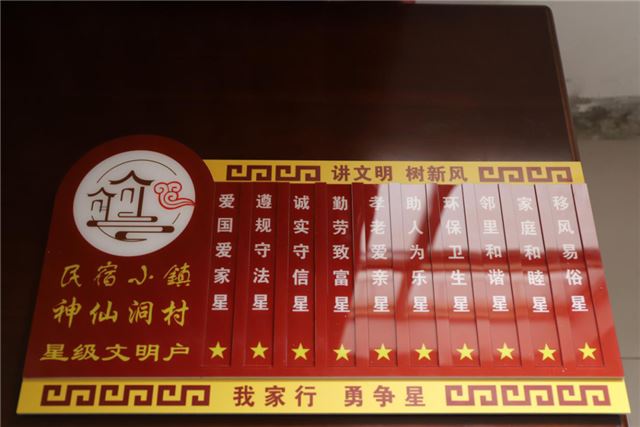 讲文明 树新风
民宿小鎮
神仙洞村
星级文明户
爱国爱家星
遵规守法星
诚实守信星
勤劳致富星
孝老爱亲星
助人为乐星
环保卫生星
邻里和谐星
家庭和睦星
移风易俗星
我家行 勇争星